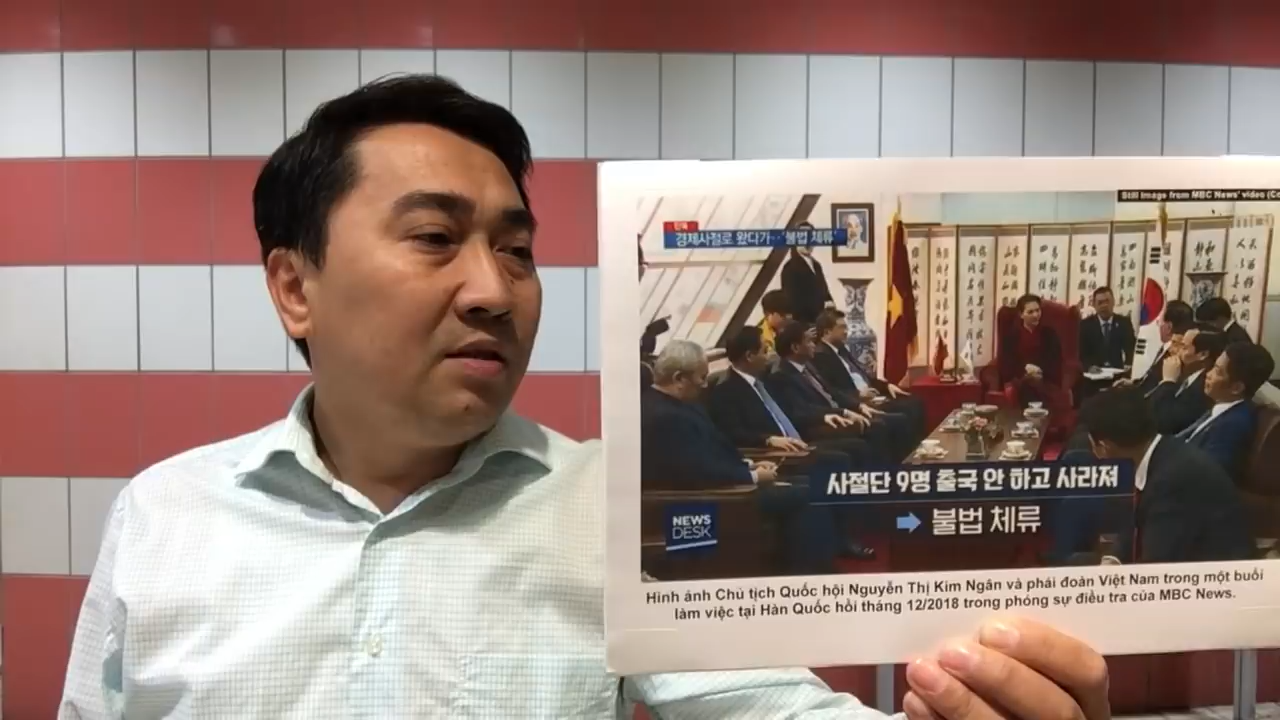 Still Image from MBC News' video (Co
단독
경제사절로 왔다가‥'불법 체류'
사절단 9명 출국 안 하고 사라져
불법 체류
NEWS
DESK
Hình ảnh Chủ tịch Quốc hội Nguyễn Thị Kim Ngân và phái đoàn Việt Nam trong một buổi
làm việc tại Hàn Quốc hồi tháng 12/2018 trong phóng sự điều tra của MBC News.